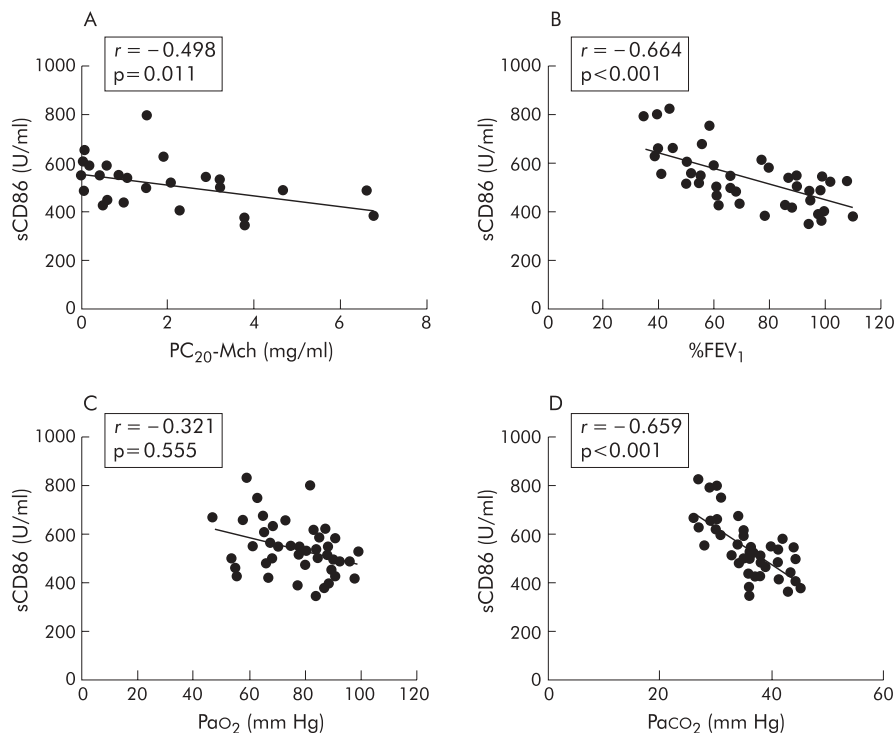 A
r = −0.498
p=0.011
1000
800
600
400
200
0
sCD86 (U/ml)
0 2 4 6 8
PC20-Mch (mg/ml)
B
r = −0.664
p<0.001
1000
800
600
400
200
0
sCD86 (U/ml)
0 20 40 60 80 100 120
%FEV1
C
r = −0.321
p=0.555
1000
800
600
400
200
0
sCD86 (U/ml)
0 20 40 60 80 100 120
PaO2 (mm Hg)
D
r = −0.659
p<0.001
1000
800
600
400
200
0
sCD86 (U/ml)
0 20 40 60
PaCO2 (mm Hg)